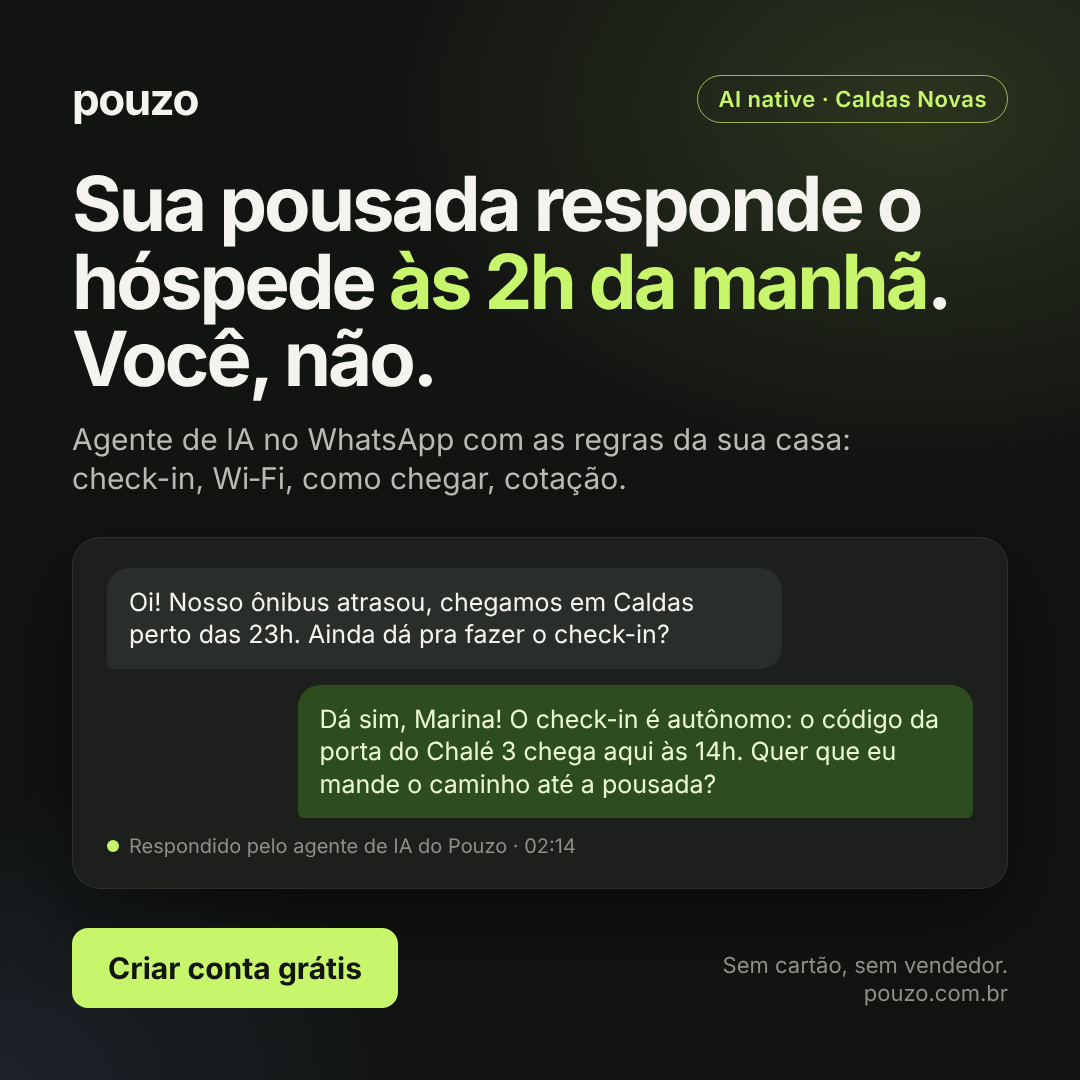 pouzo
AI native · Caldas Novas
Sua pousada responde o
hóspede às 2h da manhã.
Você, não.
Agente de IA no WhatsApp com as regras da sua casa:
check-in, Wi-Fi, como chegar, cotação.
Oi! Nosso ônibus atrasou, chegamos em Caldas
perto das 23h. Ainda dá pra fazer o check-in?
Dá sim, Marina! O check-in é autônomo: o código da
porta do Chalé 3 chega aqui às 14h. Quer que eu
mande o caminho até a pousada?
Respondido pelo agente de IA do Pouzo · 02:14
Criar conta grátis
Sem cartão, sem vendedor.
pouzo.com.br